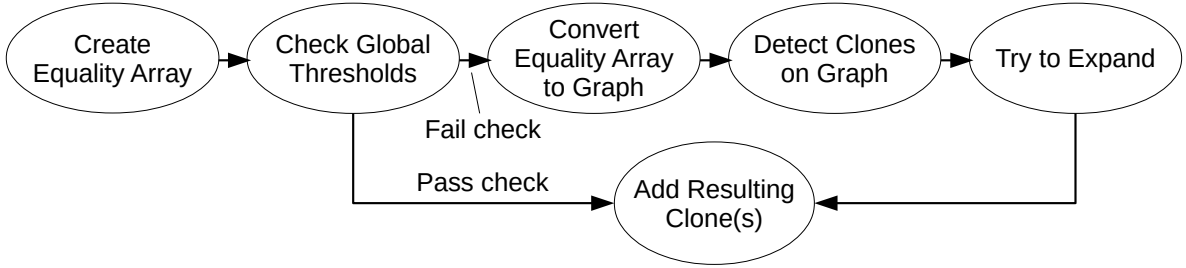 Create
Equality Array
Check Global
Thresholds
Convert
Equality Array
to Graph
Detect Clones
on Graph
Try to Expand
Fail check
Pass check
Add Resulting
Clone(s)